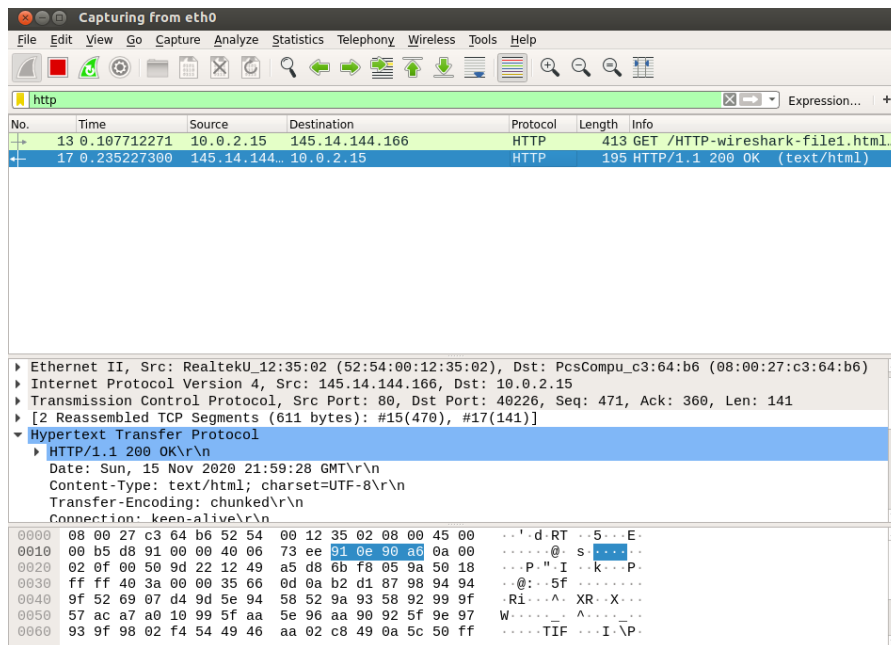 Capturing from eth0
File Edit View Go Capture Analyze Statistics Telephony Wireless Tools Help
http Expression... +
No. Time Source Destination Protocol Length Info
13 0.107712271 10.0.2.15 145.14.144.166 HTTP 413 GET /HTTP-wireshark-file1.html…
17 0.235227300 145.14.144… 10.0.2.15 HTTP 195 HTTP/1.1 200 OK (text/html)
Ethernet II, Src: RealtekU_12:35:02 (52:54:00:12:35:02), Dst: PcsCompu_c3:64:b6 (08:00:27:c3:64:b6)
Internet Protocol Version 4, Src: 145.14.144.166, Dst: 10.0.2.15
Transmission Control Protocol, Src Port: 80, Dst Port: 40226, Seq: 471, Ack: 360, Len: 141
[2 Reassembled TCP Segments (611 bytes): #15(470), #17(141)]
Hypertext Transfer Protocol
HTTP/1.1 200 OK\r\n
Date: Sun, 15 Nov 2020 21:59:28 GMT\r\n
Content-Type: text/html; charset=UTF-8\r\n
Transfer-Encoding: chunked\r\n
Connection: keep-alive\r\n
0000 08 00 27 c3 64 b6 52 54 00 12 35 02 08 00 45 00 ··'·d·RT ··5···E·
0010 00 b5 d8 91 00 00 40 06 73 ee 91 0e 90 a6 0a 00 ······@· s·······
0020 02 0f 00 50 9d 22 12 49 a5 d8 6b f8 05 9a 50 18 ···P·"·I ··k···P·
0030 ff ff 40 3a 00 00 35 66 0d 0a b2 d1 87 98 94 94 ··@:··5f ········
0040 9f 52 69 07 d4 9d 5e 94 58 52 9a 93 58 92 99 9f ·Ri···^· XR··X···
0050 57 ac a7 a0 10 99 5f aa 5e 96 aa 90 92 5f 9e 97 W·····_· ^····_··
0060 93 9f 98 02 f4 54 49 46 aa 02 c8 49 0a 5c 50 ff ·····TIF ···I·\P·